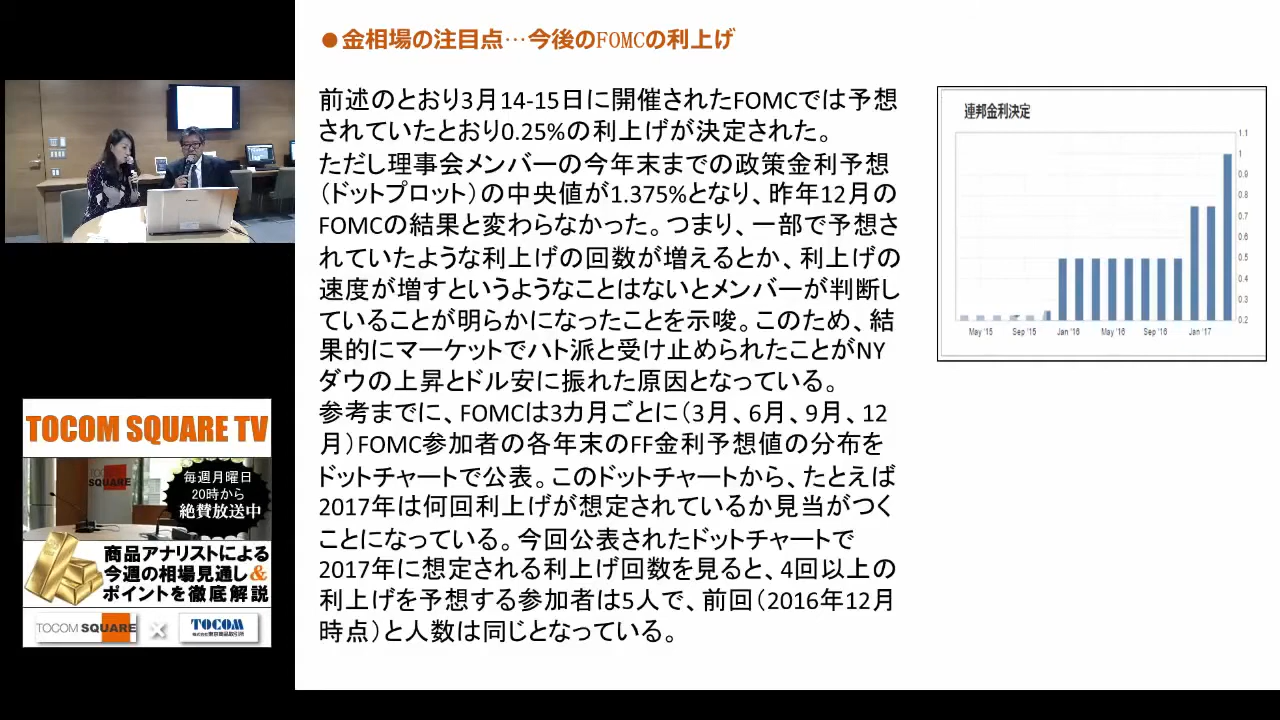 ●金相場の注目点…今後のFOMCの利上げ
前述のとおり3月14-15日に開催されたFOMCでは予想
されていたとおり0.25%の利上げが決定された。
ただし理事会メンバーの今年末までの政策金利予想
（ドットプロット）の中央値が1.375%となり、昨年12月の
FOMCの結果と変わらなかった。つまり、一部で予想さ
れていたような利上げの回数が増えるとか、利上げの
速度が増すというようなことはないとメンバーが判断し
ていることが明らかになったことを示唆。このため、結
果的にマーケットでハト派と受け止められたことがNY
ダウの上昇とドル安に振れた原因となっている。
参考までに、FOMCは3カ月ごとに（3月、6月、9月、12
月）FOMC参加者の各年末のFF金利予想値の分布を
ドットチャートで公表。このドットチャートから、たとえば
2017年は何回利上げが想定されているか見当がつく
ことになっている。今回公表されたドットチャートで
2017年に想定される利上げ回数を見ると、4回以上の
利上げを予想する参加者は5人で、前回（2016年12月
時点）と人数は同じとなっている。
連邦金利決定
1.1
1
0.9
0.8
0.7
0.6
0.5
0.4
0.3
0.2
May '15 Sep '15 Jan '16 May '16 Sep '16 Jan '17
TOCOM SQUARE TV
TOCOM
SQUARE
毎週月曜日
20時から
絶賛放送中
商品アナリストによる
今週の相場見通し&
ポイントを徹底解説
TOCOM SQUARE × TOCOM
株式会社東京商品取引所